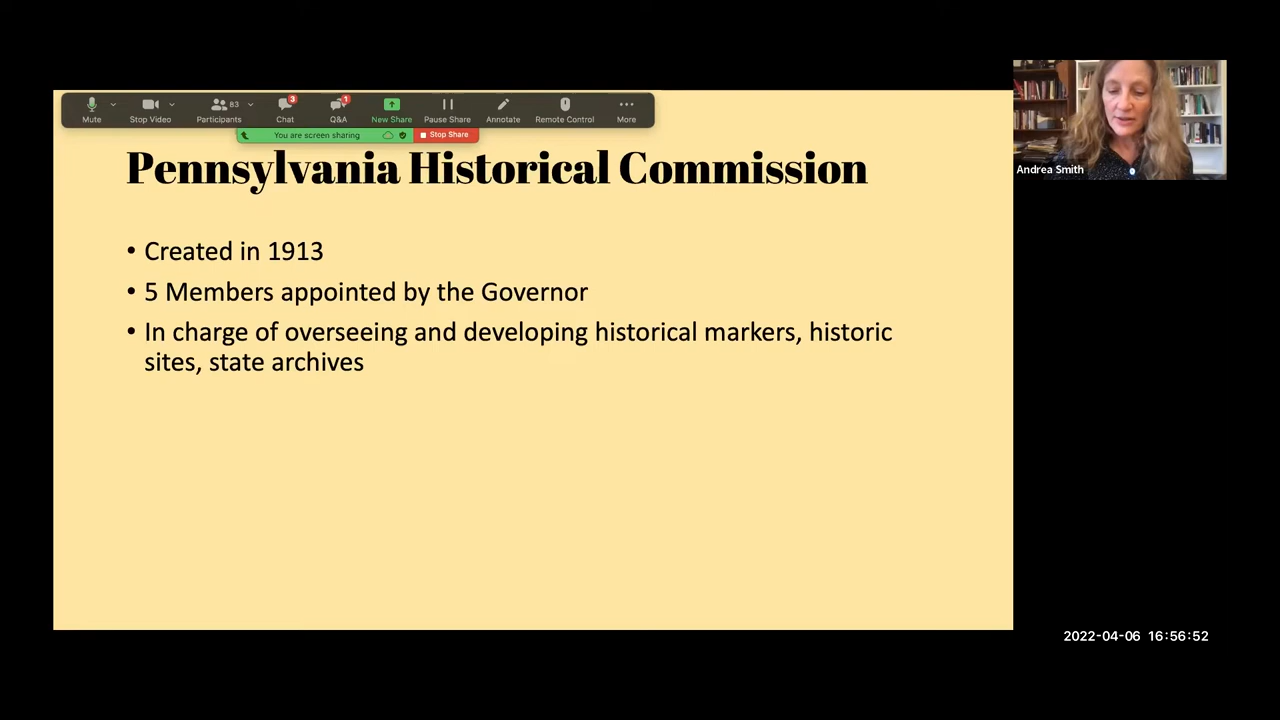 83
3
1
Mute
Stop Video
Participants
Chat
Q&A
New Share
Pause Share
Annotate
Remote Control
More
You are screen sharing
Stop Share
Pennsylvania Historical Commission
• Created in 1913
• 5 Members appointed by the Governor
• In charge of overseeing and developing historical markers, historic
sites, state archives
Andrea Smith
2022-04-06 16:56:52